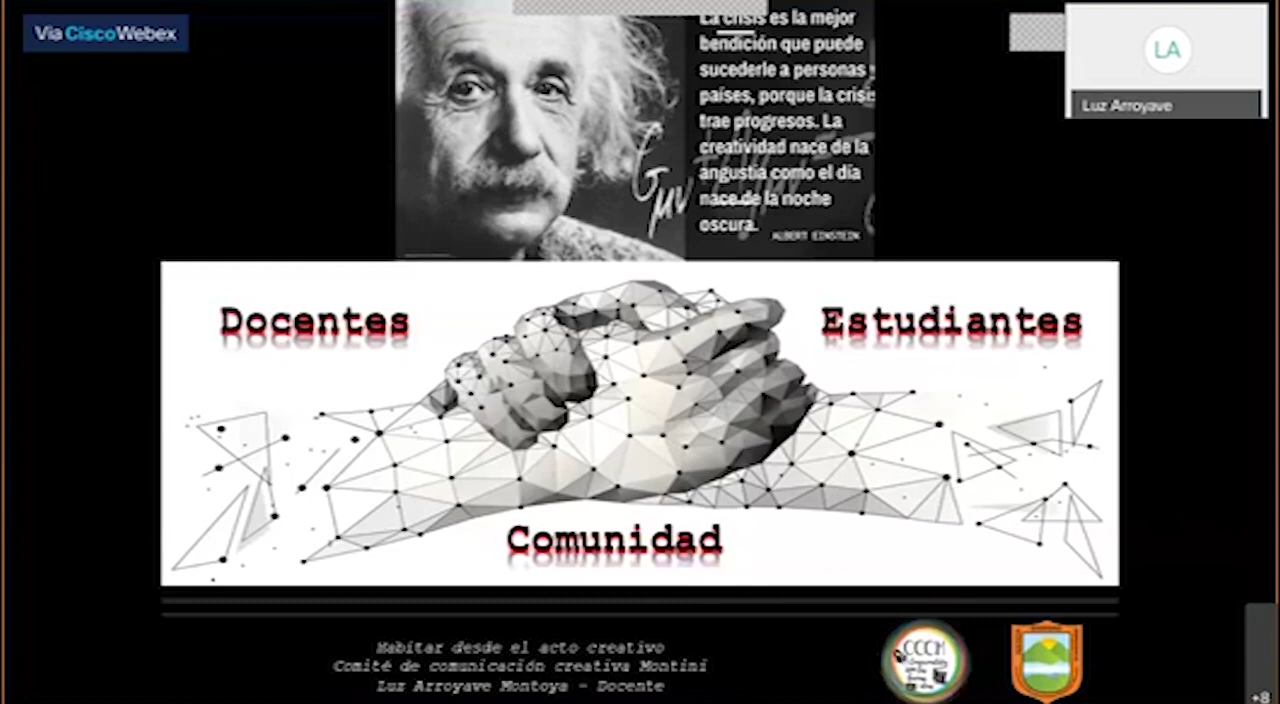 Via Cisco Webex
La crisis es la mejor
bendición que puede
sucederle a personas y
países, porque la crisis
trae progresos. La
creatividad nace de la
angustia como el día
nace de la noche
oscura.
ALBERT EINSTEIN
LA
Luz Arroyave
Docentes
Estudiantes
Comunidad
Habitar desde el acto creativo
Comité de comunicación creativa Montini
Luz Arroyave Montoya - Docente
CCCM
+8